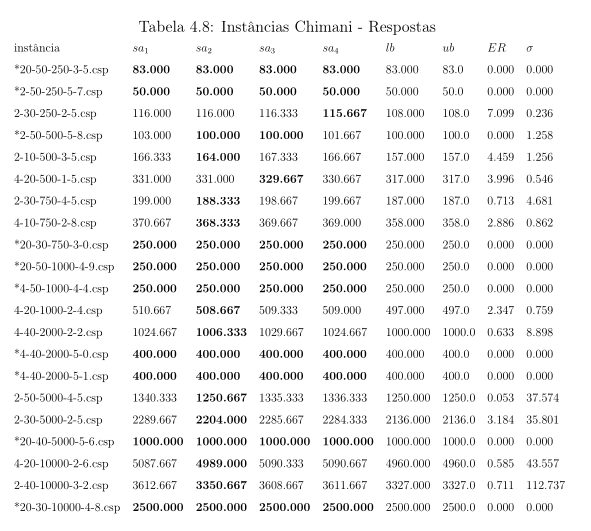 Tabela 4.8: Instâncias Chimani - Respostas
instância sa1 sa2 sa3 sa4 lb ub ER σ
*20-50-250-3-5.csp 83.000 83.000 83.000 83.000 83.000 83.0 0.000 0.000
*2-50-250-5-7.csp 50.000 50.000 50.000 50.000 50.000 50.0 0.000 0.000
2-30-250-2-5.csp 116.000 116.000 116.333 115.667 108.000 108.0 7.099 0.236
*2-50-500-5-8.csp 103.000 100.000 100.000 101.667 100.000 100.0 0.000 1.258
2-10-500-3-5.csp 166.333 164.000 167.333 166.667 157.000 157.0 4.459 1.256
4-20-500-1-5.csp 331.000 331.000 329.667 330.667 317.000 317.0 3.996 0.546
2-30-750-4-5.csp 199.000 188.333 198.667 199.667 187.000 187.0 0.713 4.681
4-10-750-2-8.csp 370.667 368.333 369.667 369.000 358.000 358.0 2.886 0.862
*20-30-750-3-0.csp 250.000 250.000 250.000 250.000 250.000 250.0 0.000 0.000
*20-50-1000-4-9.csp 250.000 250.000 250.000 250.000 250.000 250.0 0.000 0.000
*4-50-1000-4-4.csp 250.000 250.000 250.000 250.000 250.000 250.0 0.000 0.000
4-20-1000-2-4.csp 510.667 508.667 509.333 509.000 497.000 497.0 2.347 0.759
4-40-2000-2-2.csp 1024.667 1006.333 1029.667 1024.667 1000.000 1000.0 0.633 8.898
*4-40-2000-5-0.csp 400.000 400.000 400.000 400.000 400.000 400.0 0.000 0.000
*4-40-2000-5-1.csp 400.000 400.000 400.000 400.000 400.000 400.0 0.000 0.000
2-50-5000-4-5.csp 1340.333 1250.667 1335.333 1336.333 1250.000 1250.0 0.053 37.574
2-30-5000-2-5.csp 2289.667 2204.000 2285.667 2284.333 2136.000 2136.0 3.184 35.801
*20-40-5000-5-6.csp 1000.000 1000.000 1000.000 1000.000 1000.000 1000.0 0.000 0.000
4-20-10000-2-6.csp 5087.667 4989.000 5090.333 5090.667 4960.000 4960.0 0.585 43.557
2-40-10000-3-2.csp 3612.667 3350.667 3608.667 3611.667 3327.000 3327.0 0.711 112.737
*20-30-10000-4-8.csp 2500.000 2500.000 2500.000 2500.000 2500.000 2500.0 0.000 0.000